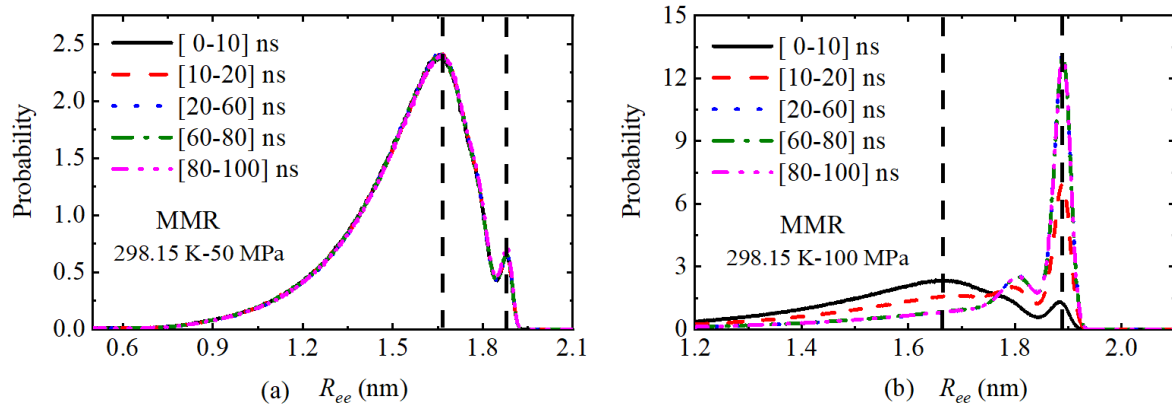 2.5
2.0
1.5
1.0
0.5
0.0
Probability
[ 0-10] ns
[10-20] ns
[20-60] ns
[60-80] ns
[80-100] ns
MMR
298.15 K-50 MPa
0.6 0.9 1.2 1.5 1.8 2.1
(a) Ree (nm)
15
12
9
6
3
0
Probability
[ 0-10] ns
[10-20] ns
[20-60] ns
[60-80] ns
[80-100] ns
MMR
298.15 K-100 MPa
1.2 1.4 1.6 1.8 2.0
(b) Ree (nm)